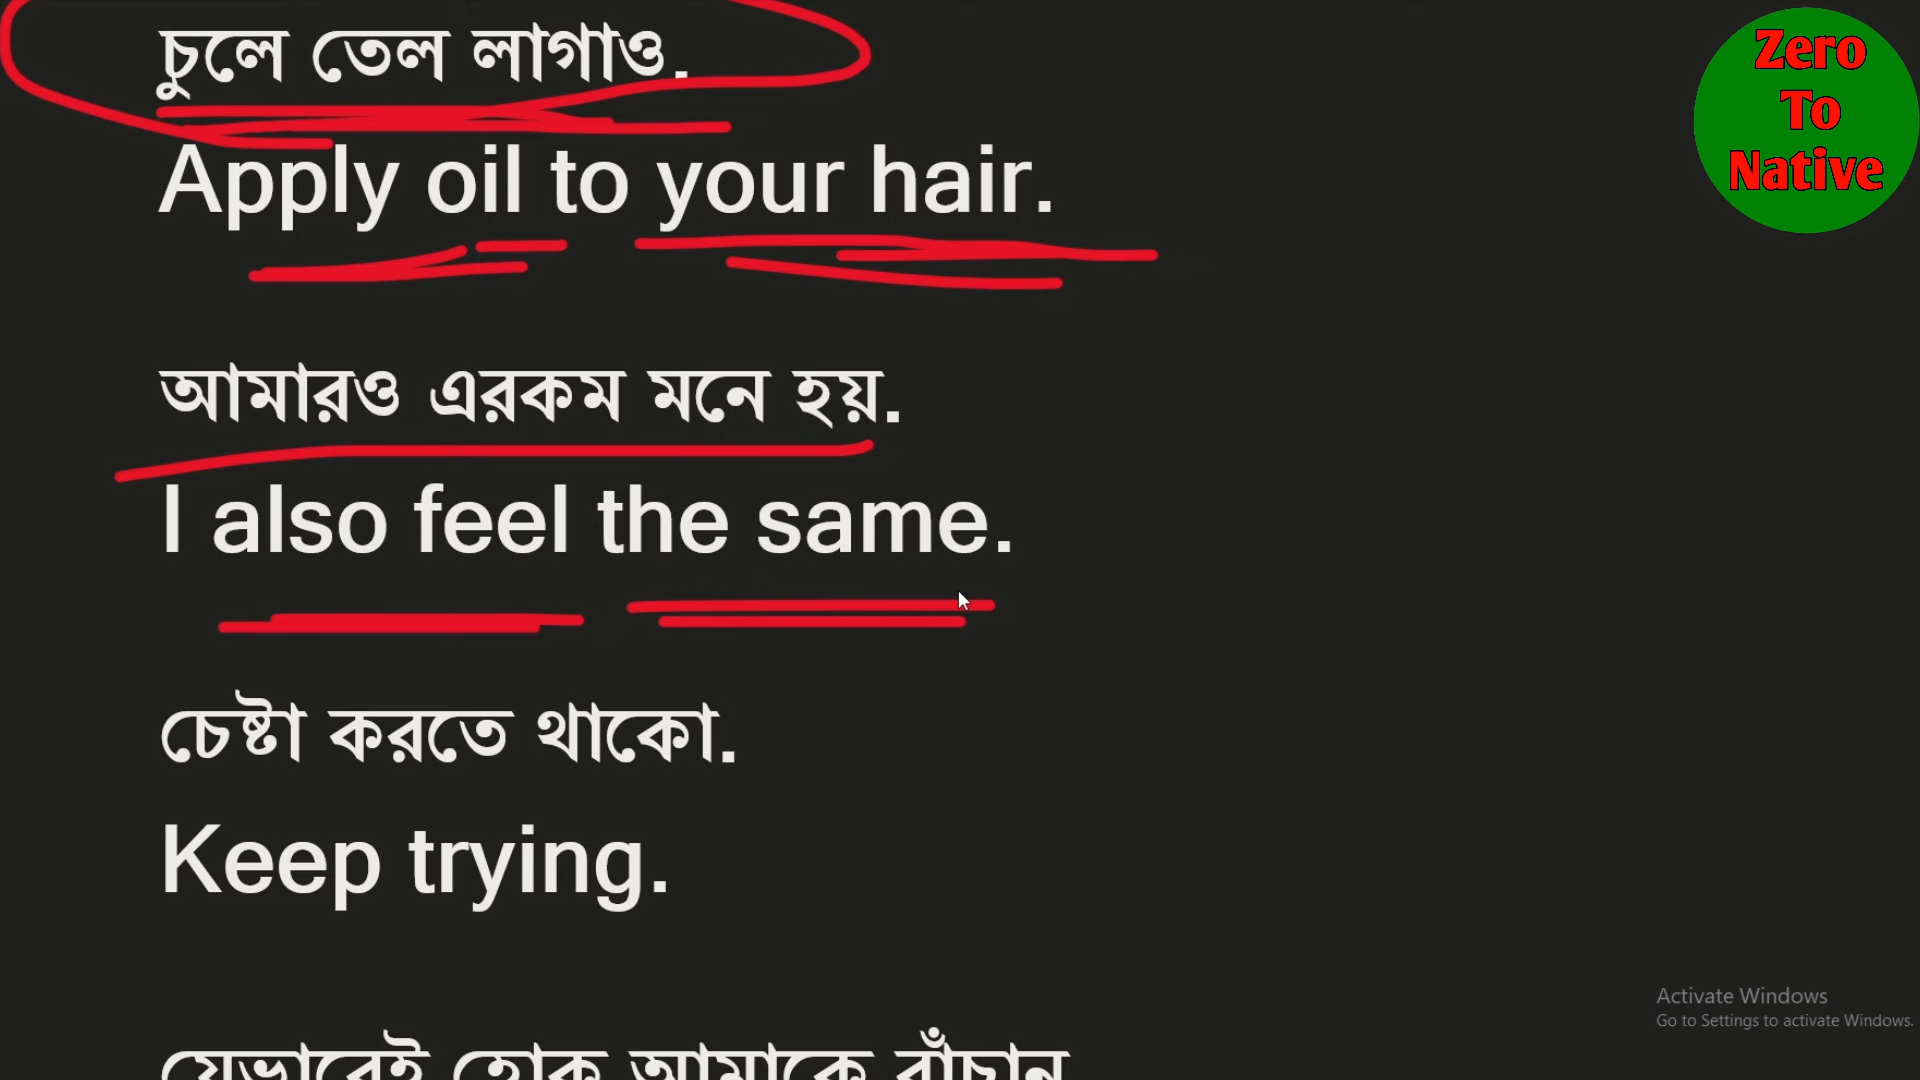 চুলে তেল লাগাও.
Apply oil to your hair.
আমারও এরকম মনে হয়.
I also feel the same.
চেষ্টা করতে থাকো.
Keep trying.
যেভাবেই হোক আমাকে বাঁচান
Zero
To
Native
Activate Windows
Go to Settings to activate Windows.